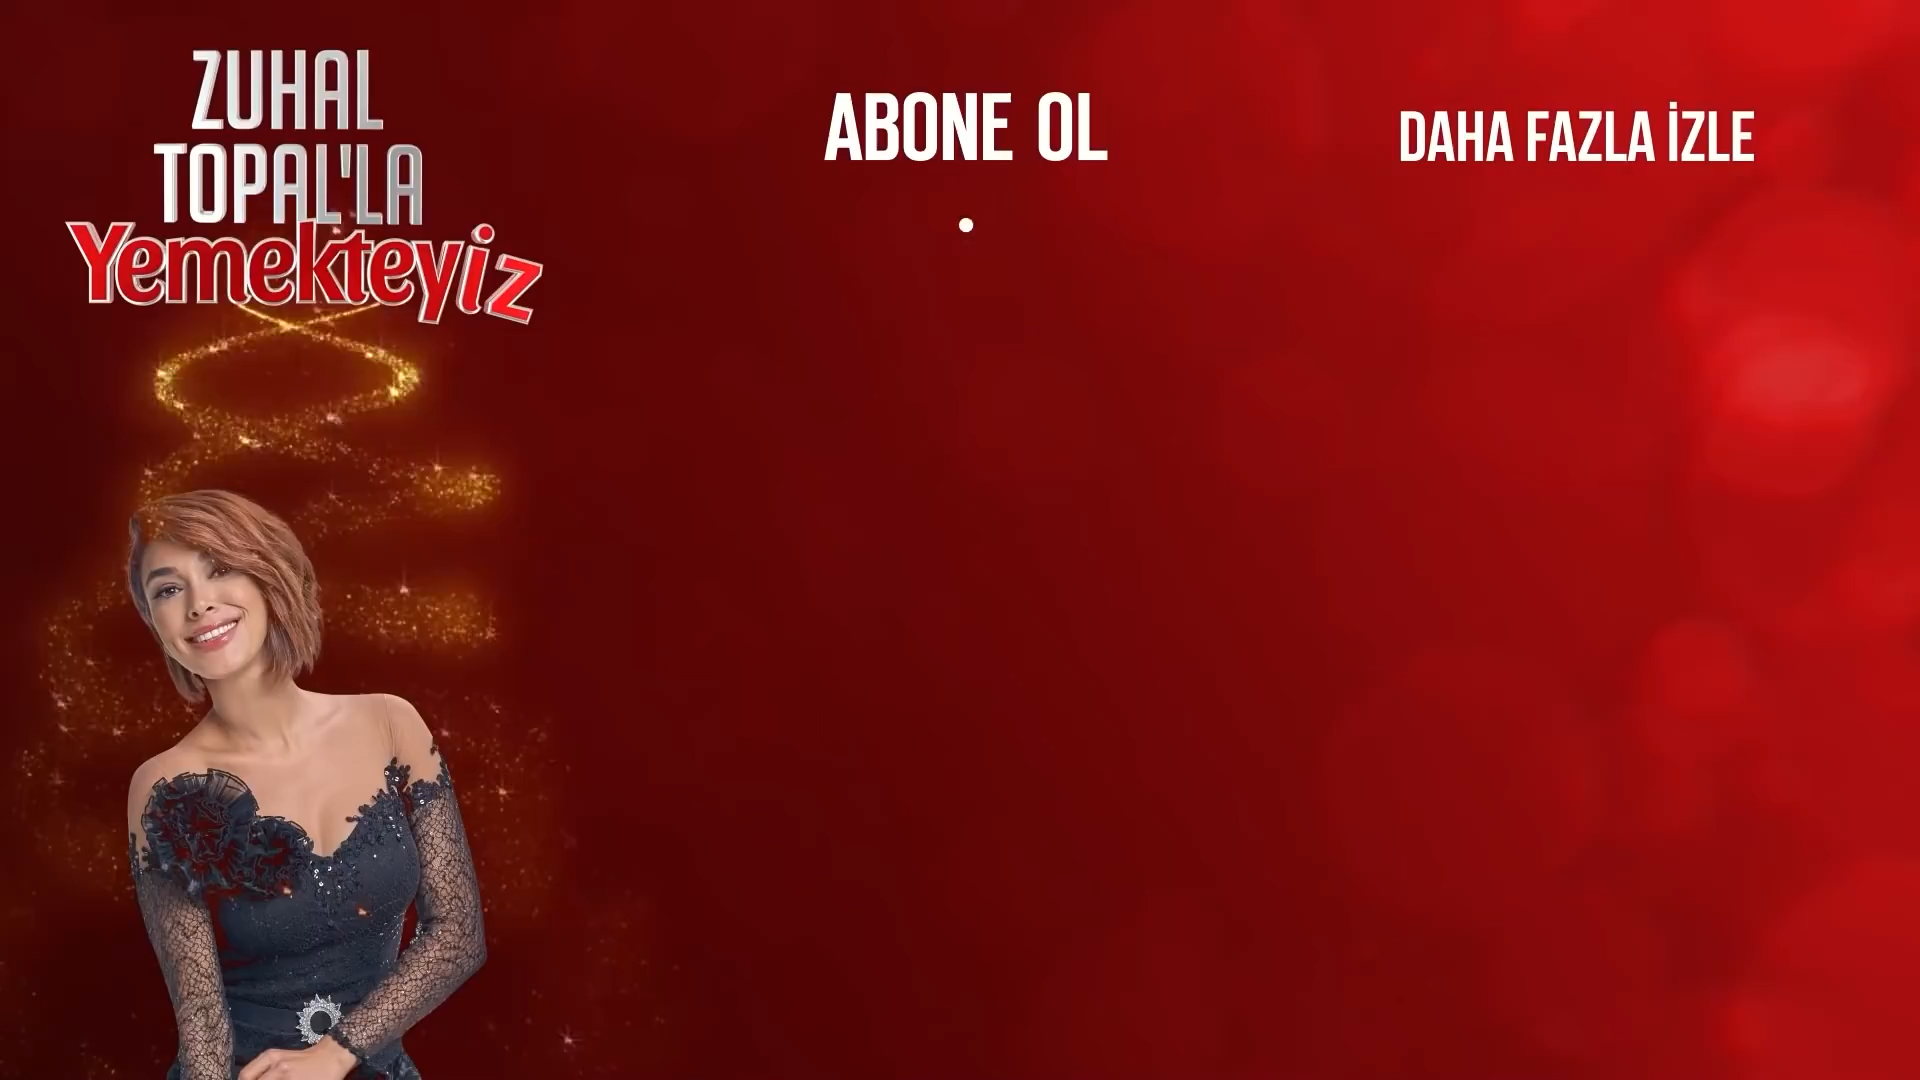 ZUHAL
TOPAL'LA
Yemekteyiz
ABONE OL
DAHA FAZLA İZLE